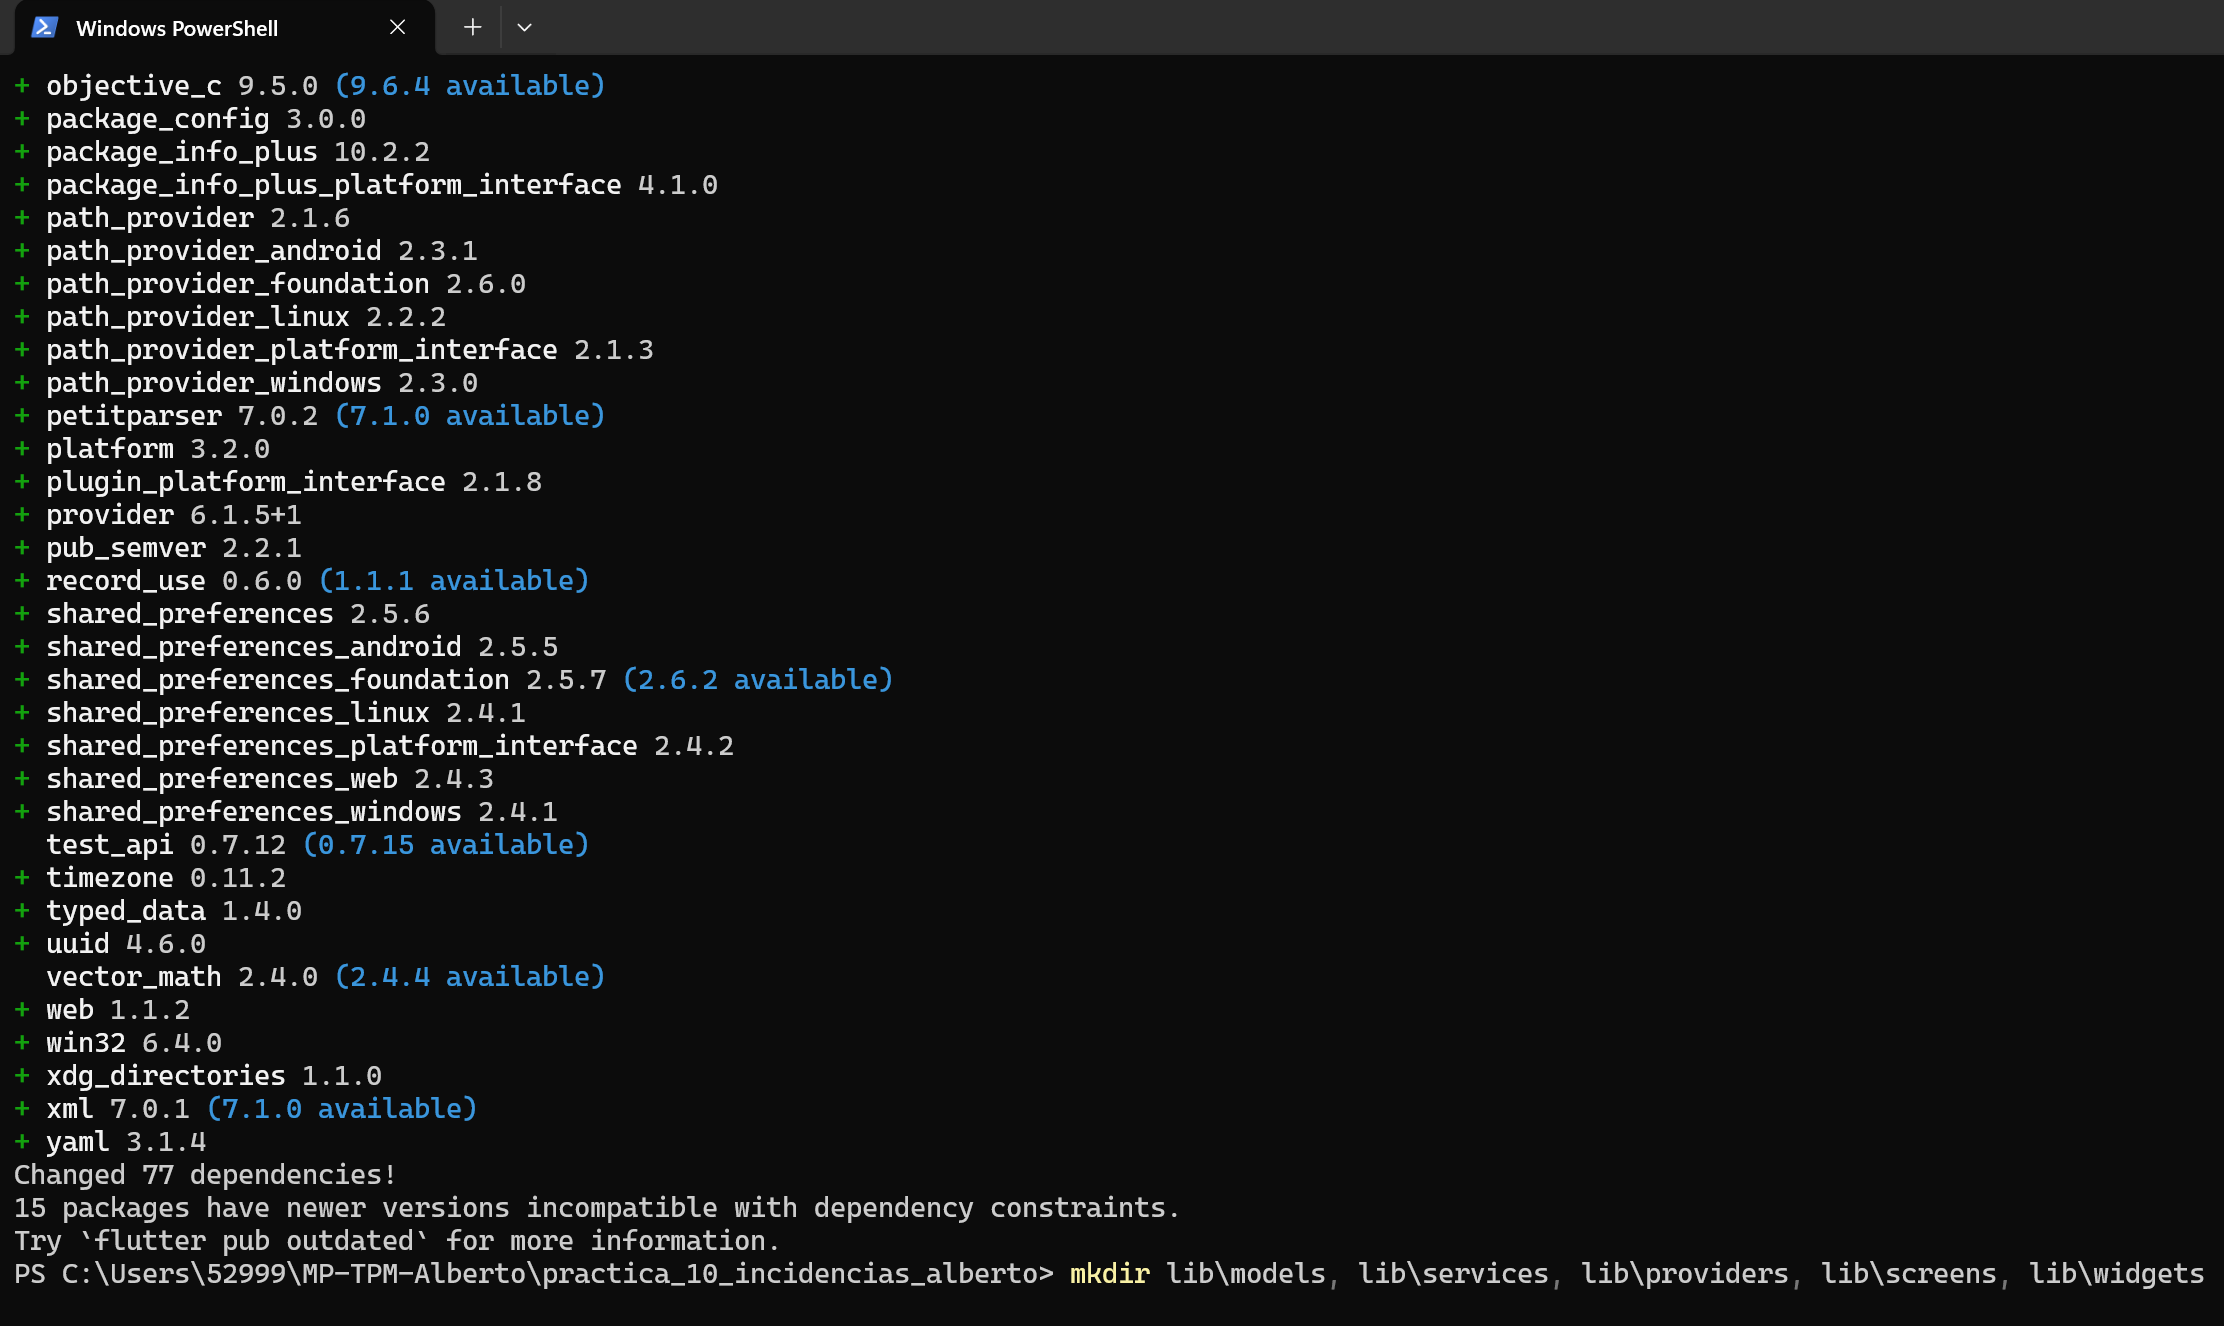 Windows PowerShell
+ objective_c 9.5.0 (9.6.4 available)
+ package_config 3.0.0
+ package_info_plus 10.2.2
+ package_info_plus_platform_interface 4.1.0
+ path_provider 2.1.6
+ path_provider_android 2.3.1
+ path_provider_foundation 2.6.0
+ path_provider_linux 2.2.2
+ path_provider_platform_interface 2.1.3
+ path_provider_windows 2.3.0
+ petitparser 7.0.2 (7.1.0 available)
+ platform 3.2.0
+ plugin_platform_interface 2.1.8
+ provider 6.1.5+1
+ pub_semver 2.2.1
+ record_use 0.6.0 (1.1.1 available)
+ shared_preferences 2.5.6
+ shared_preferences_android 2.5.5
+ shared_preferences_foundation 2.5.7 (2.6.2 available)
+ shared_preferences_linux 2.4.1
+ shared_preferences_platform_interface 2.4.2
+ shared_preferences_web 2.4.3
+ shared_preferences_windows 2.4.1
test_api 0.7.12 (0.7.15 available)
+ timezone 0.11.2
+ typed_data 1.4.0
+ uuid 4.6.0
vector_math 2.4.0 (2.4.4 available)
+ web 1.1.2
+ win32 6.4.0
+ xdg_directories 1.1.0
+ xml 7.0.1 (7.1.0 available)
+ yaml 3.1.4
Changed 77 dependencies!
15 packages have newer versions incompatible with dependency constraints.
Try `flutter pub outdated` for more information.
PS C:\Users\52999\MP-TPM-Alberto\practica_10_incidencias_alberto> mkdir lib\models, lib\services, lib\providers, lib\screens, lib\widgets